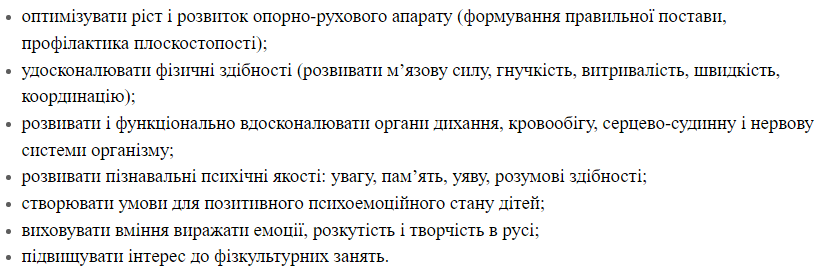 • оптимізувати ріст і розвиток опорно-рухового апарату (формування правильної постави,
профілактика плоскостопості);
• удосконалювати фізичні здібності (розвивати м’язову силу, гнучкість, витривалість, швидкість,
координацію);
• розвивати і функціонально вдосконалювати органи дихання, кровообігу, серцево-судинну і нервову
системи організму;
• розвивати пізнавальні психічні якості: увагу, пам’ять, уяву, розумові здібності;
• створювати умови для позитивного психоемоційного стану дітей;
• виховувати вміння виражати емоції, розкутість і творчість в русі;
• підвищувати інтерес до фізкультурних занять.